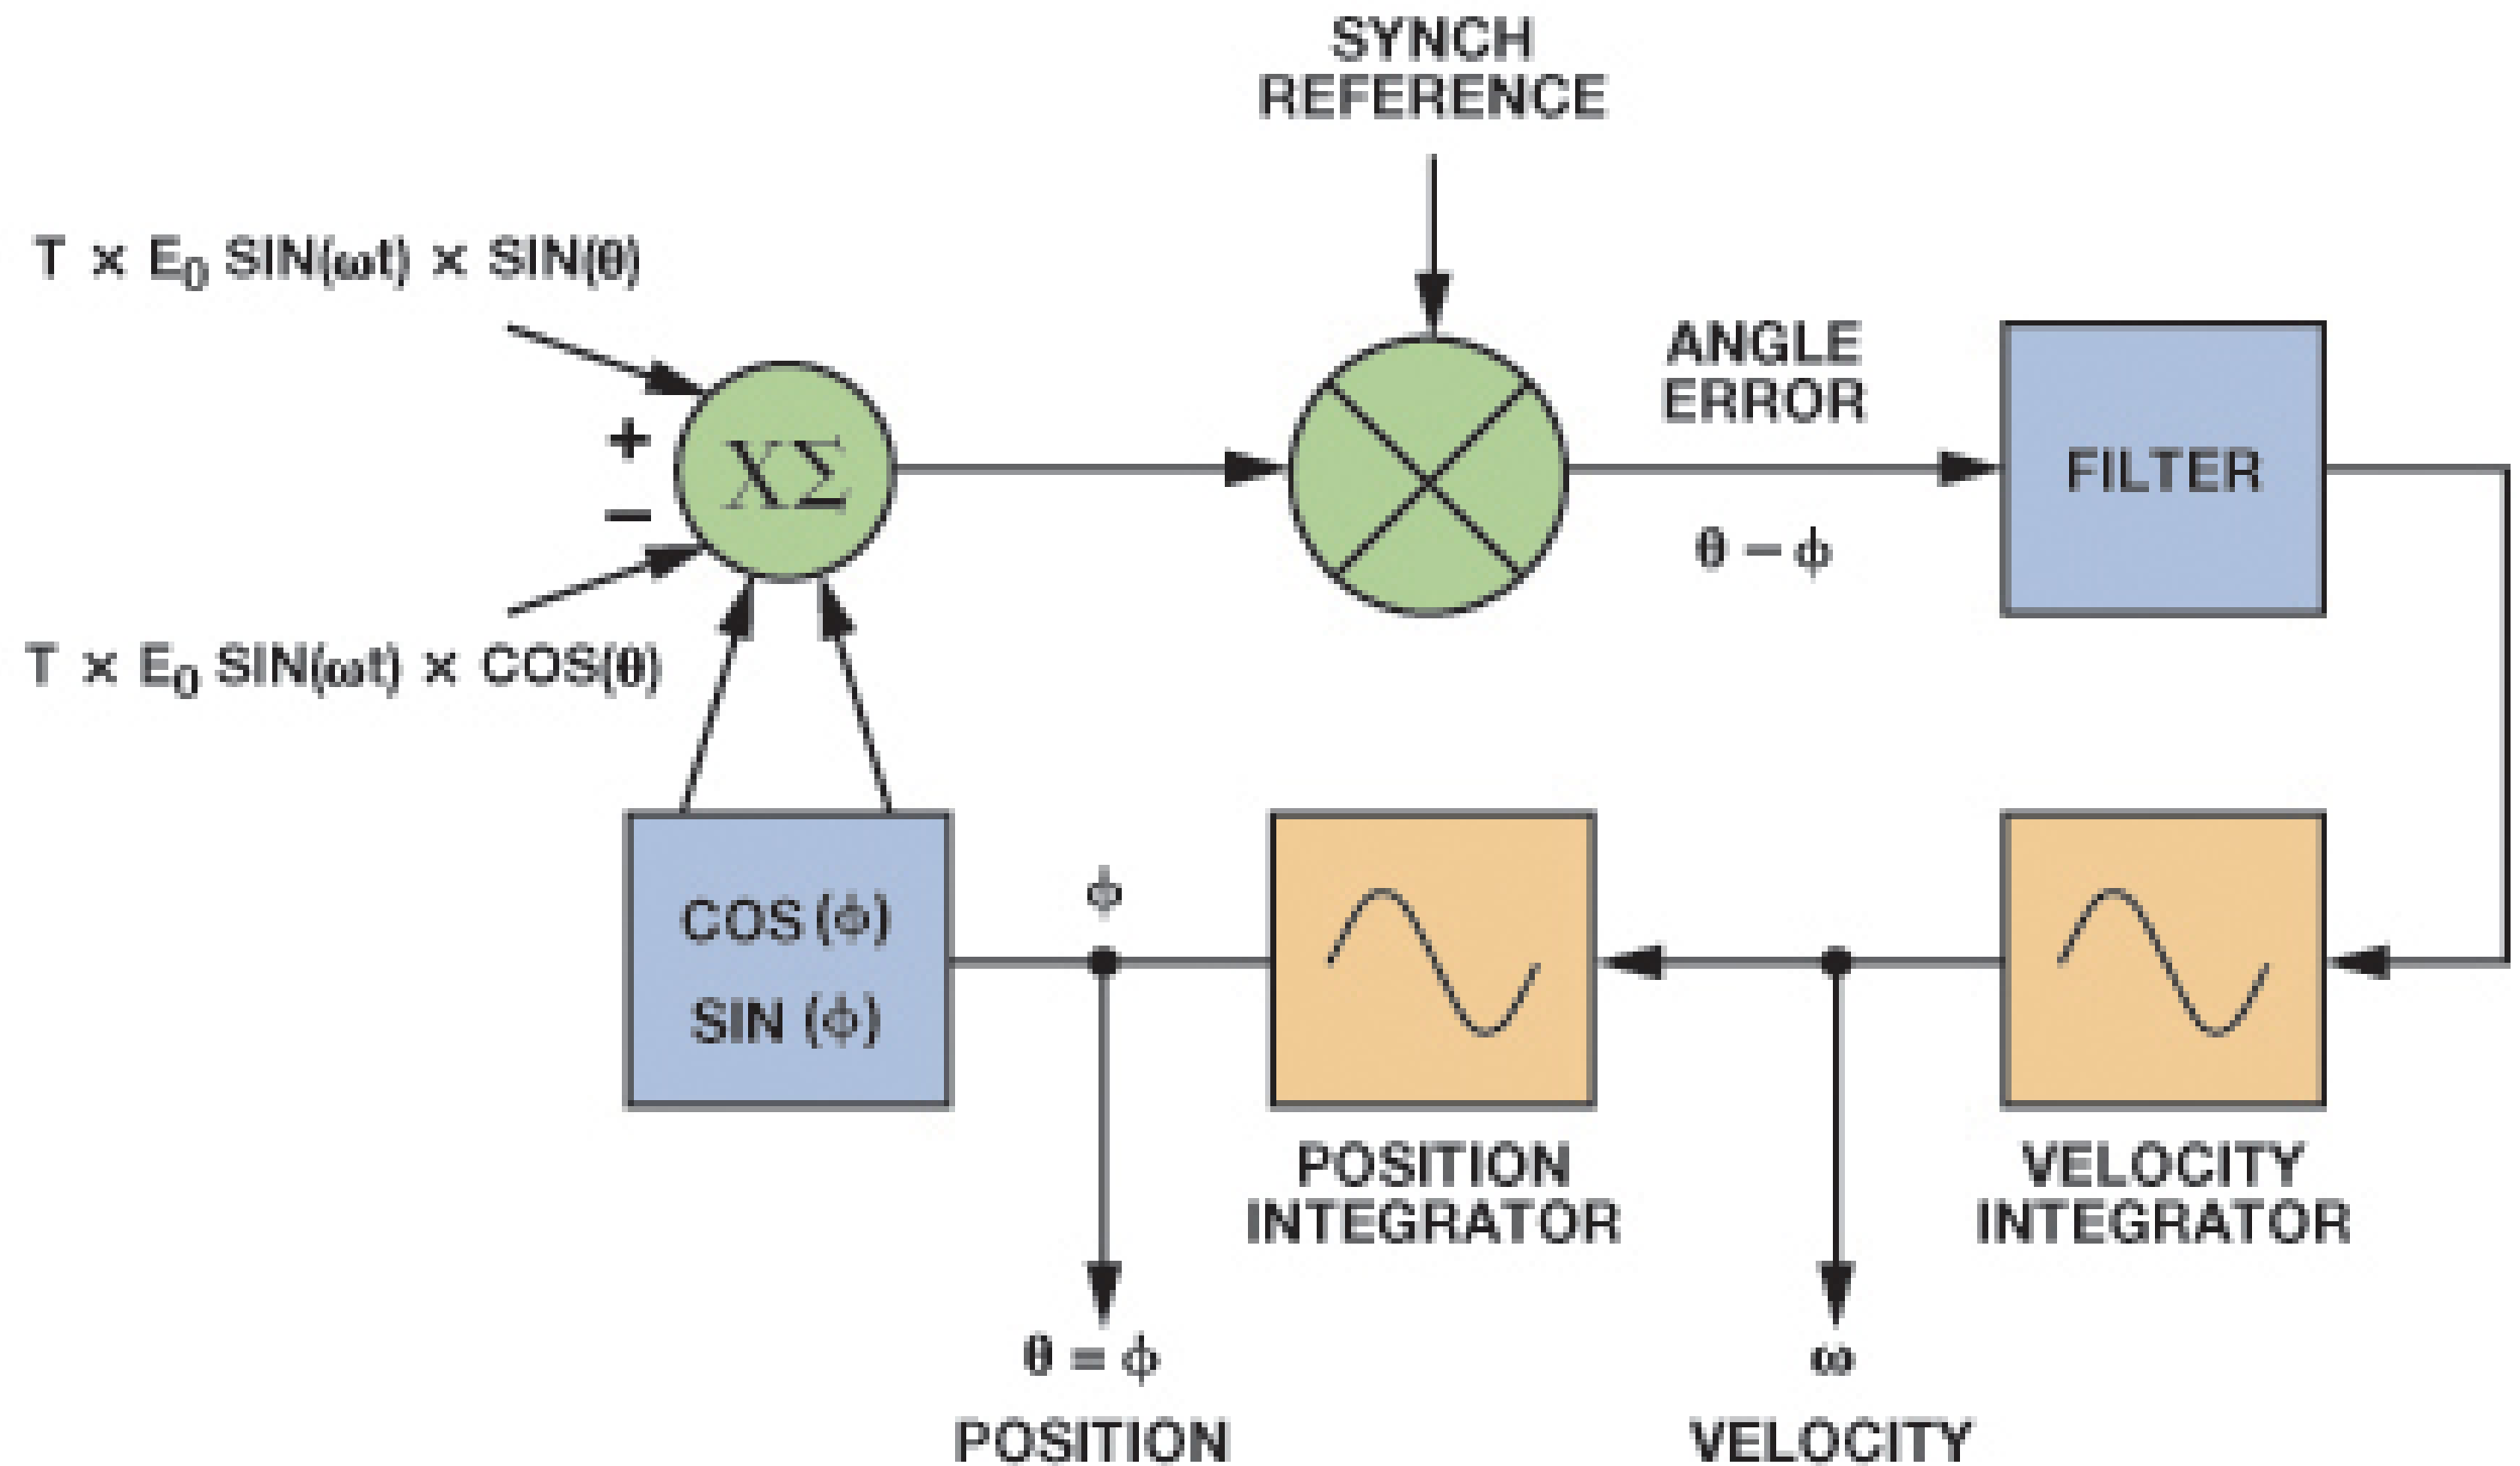 SYNCH
REFERENCE
T × E₀ SIN(ωt) × SIN(θ)
ANGLE
ERROR
+
XΣ
FILTER
−
θ − ϕ
T × E₀ SIN(ωt) × COS(θ)
ϕ
COS (ϕ)
SIN (ϕ)
POSITION
INTEGRATOR
VELOCITY
INTEGRATOR
θ = ϕ
POSITION
ω
VELOCITY